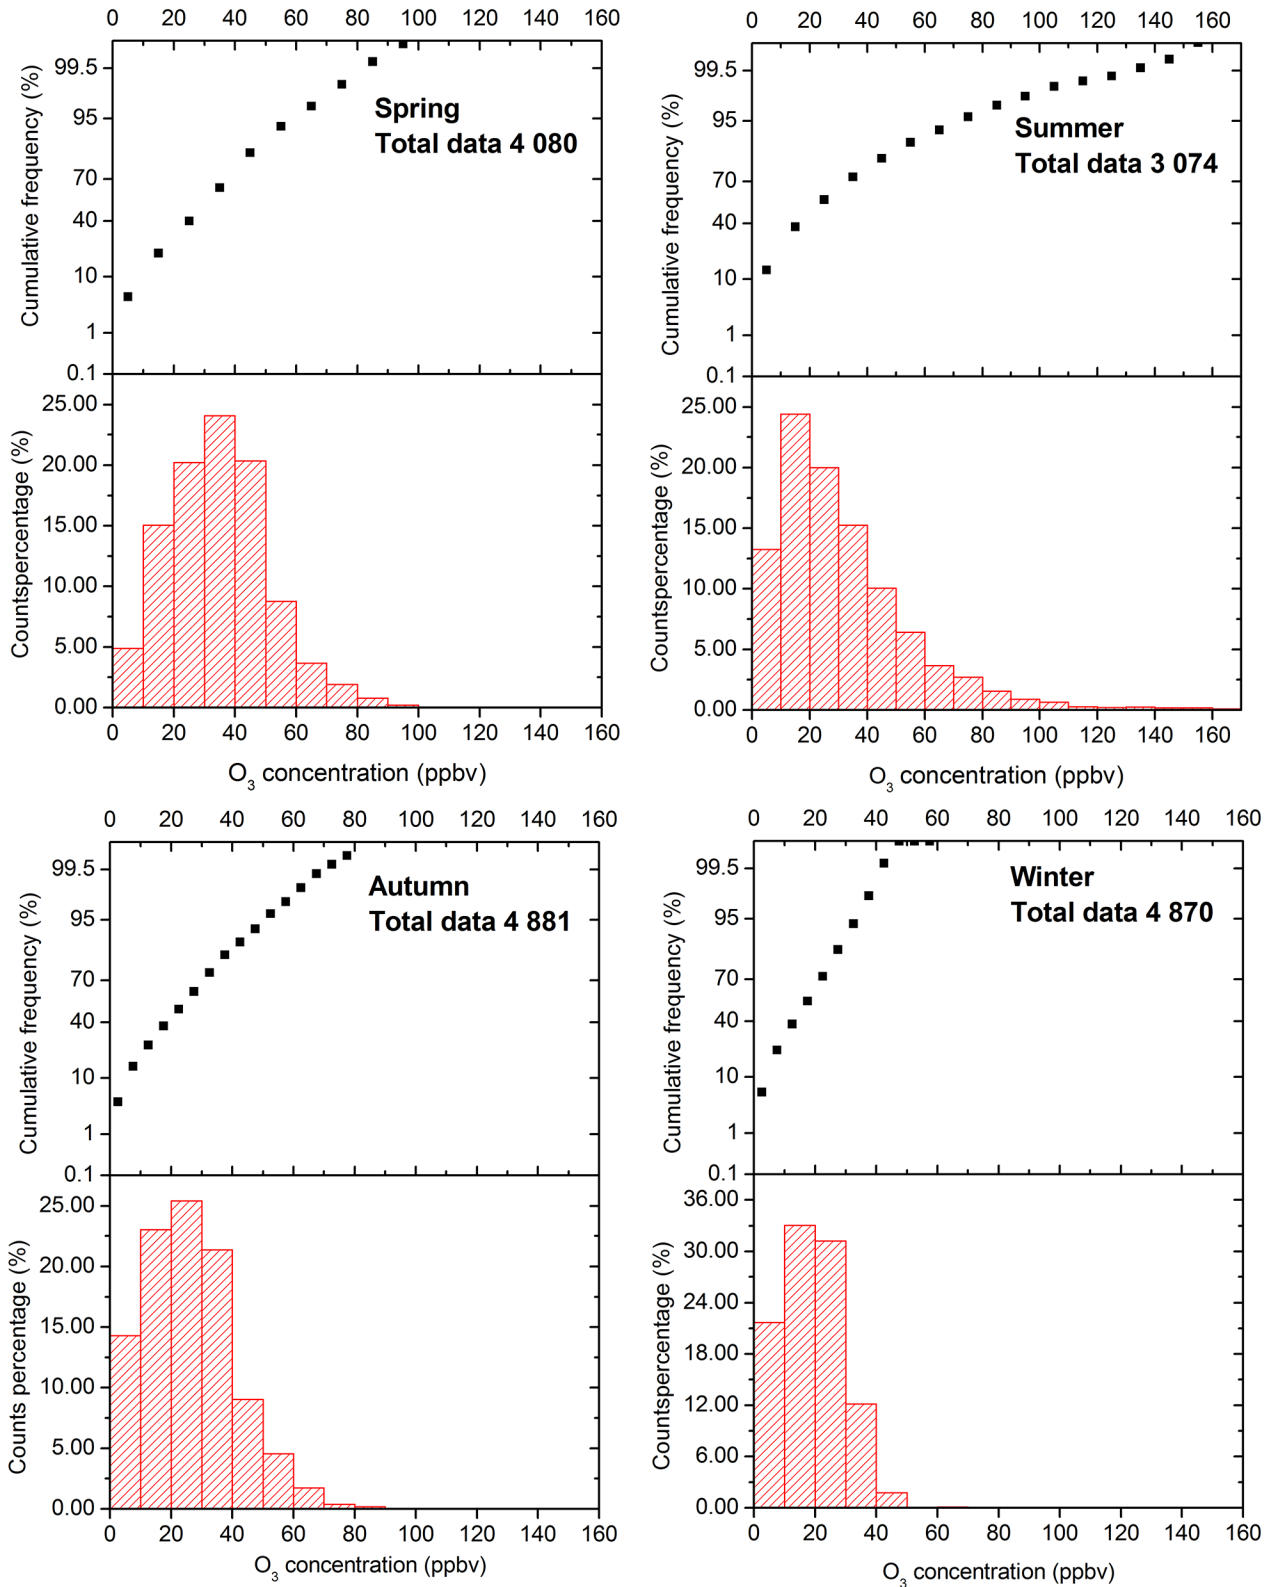 0 20 40 60 80 100 120 140 160
Cumulative frequency (%)
99.5
95
70
40
10
1
0.1
Spring
Total data 4 080
Countspercentage (%)
25.00
20.00
15.00
10.00
5.00
0.00
0 20 40 60 80 100 120 140 160
O3 concentration (ppbv)
0 20 40 60 80 100 120 140 160
Cumulative frequency (%)
99.5
95
70
40
10
1
0.1
Summer
Total data 3 074
Countspercentage (%)
25.00
20.00
15.00
10.00
5.00
0.00
0 20 40 60 80 100 120 140 160
O3 concentration (ppbv)
0 20 40 60 80 100 120 140 160
Cumulative frequency (%)
99.5
95
70
40
10
1
0.1
Autumn
Total data 4 881
Counts percentage (%)
25.00
20.00
15.00
10.00
5.00
0.00
0 20 40 60 80 100 120 140 160
O3 concentration (ppbv)
0 20 40 60 80 100 120 140 160
Cumulative frequency (%)
99.5
95
70
40
10
1
0.1
Winter
Total data 4 870
Countspercentage (%)
36.00
30.00
24.00
18.00
12.00
6.00
0.00
0 20 40 60 80 100 120 140 160
O3 concentration (ppbv)